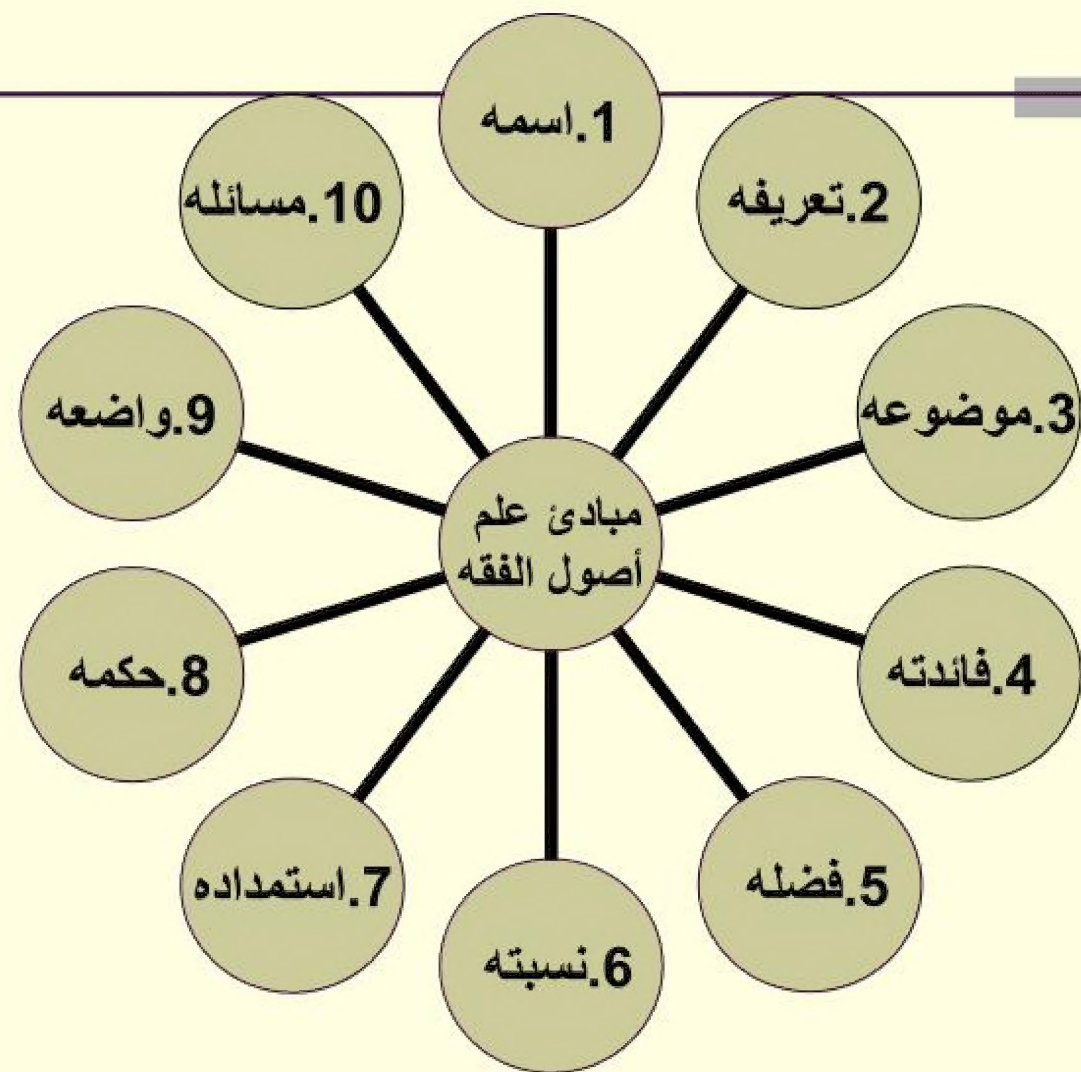 مبادئ علم
أصول الفقه
1.اسمه
2.تعريفه
3.موضوعه
4.فائدته
5.فضله
6.نسبته
7.استمداده
8.حكمه
9.واضعه
10.مسائله